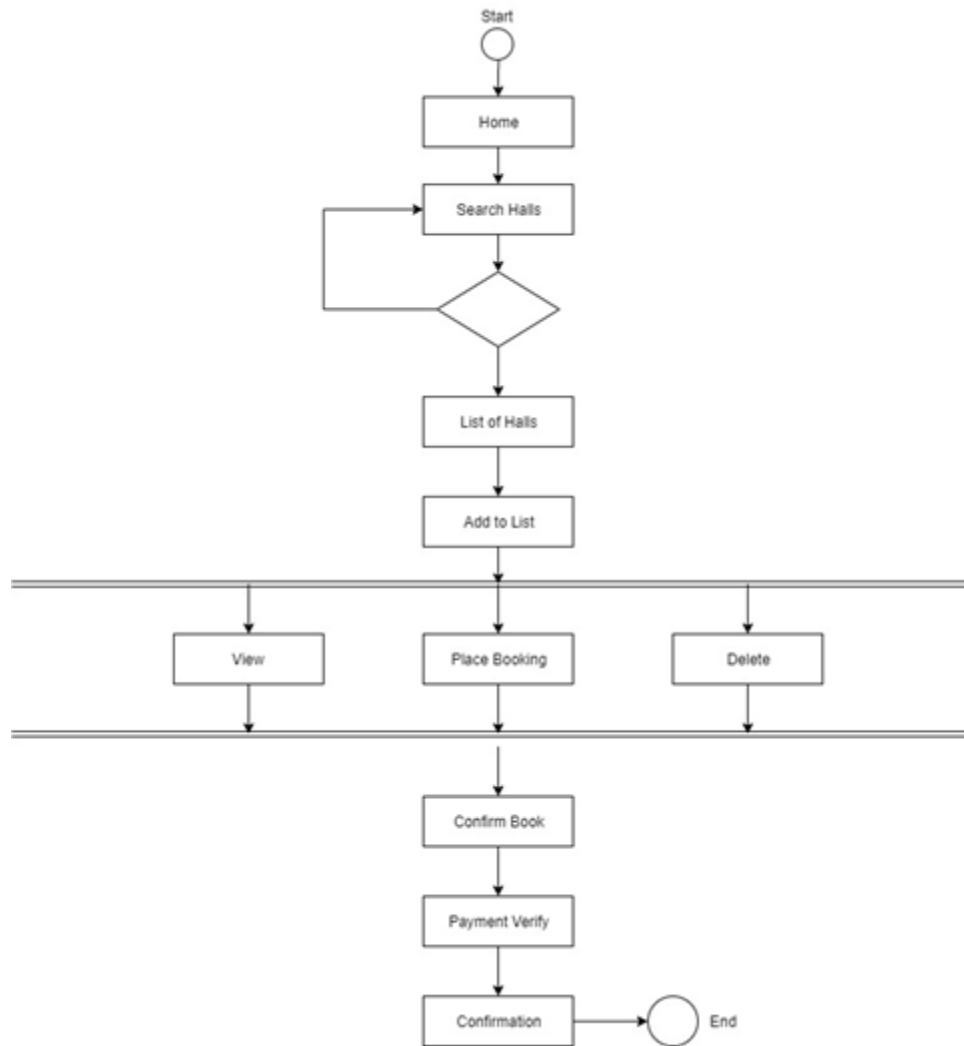 Start
Home
Search Halls
List of Halls
Add to List
View
Place Booking
Delete
Confirm Book
Payment Verify
Confirmation
End